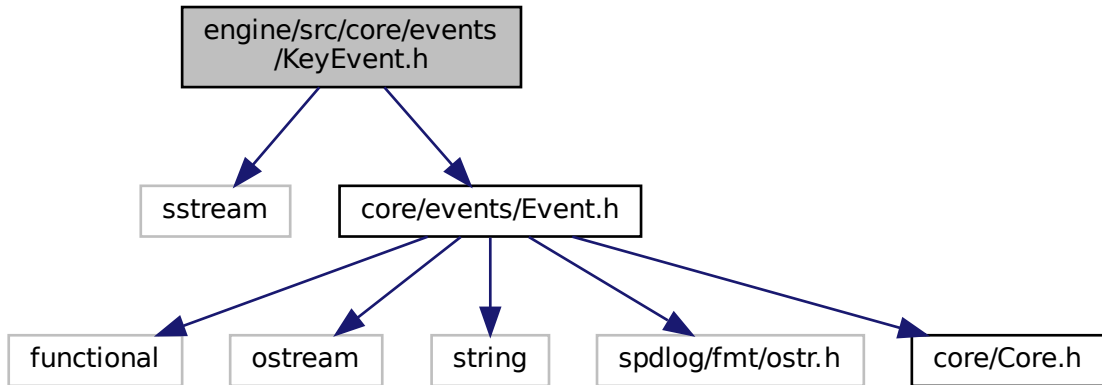 engine/src/core/events
/KeyEvent.h
sstream
core/events/Event.h
functional
ostream
string
spdlog/fmt/ostr.h
core/Core.h